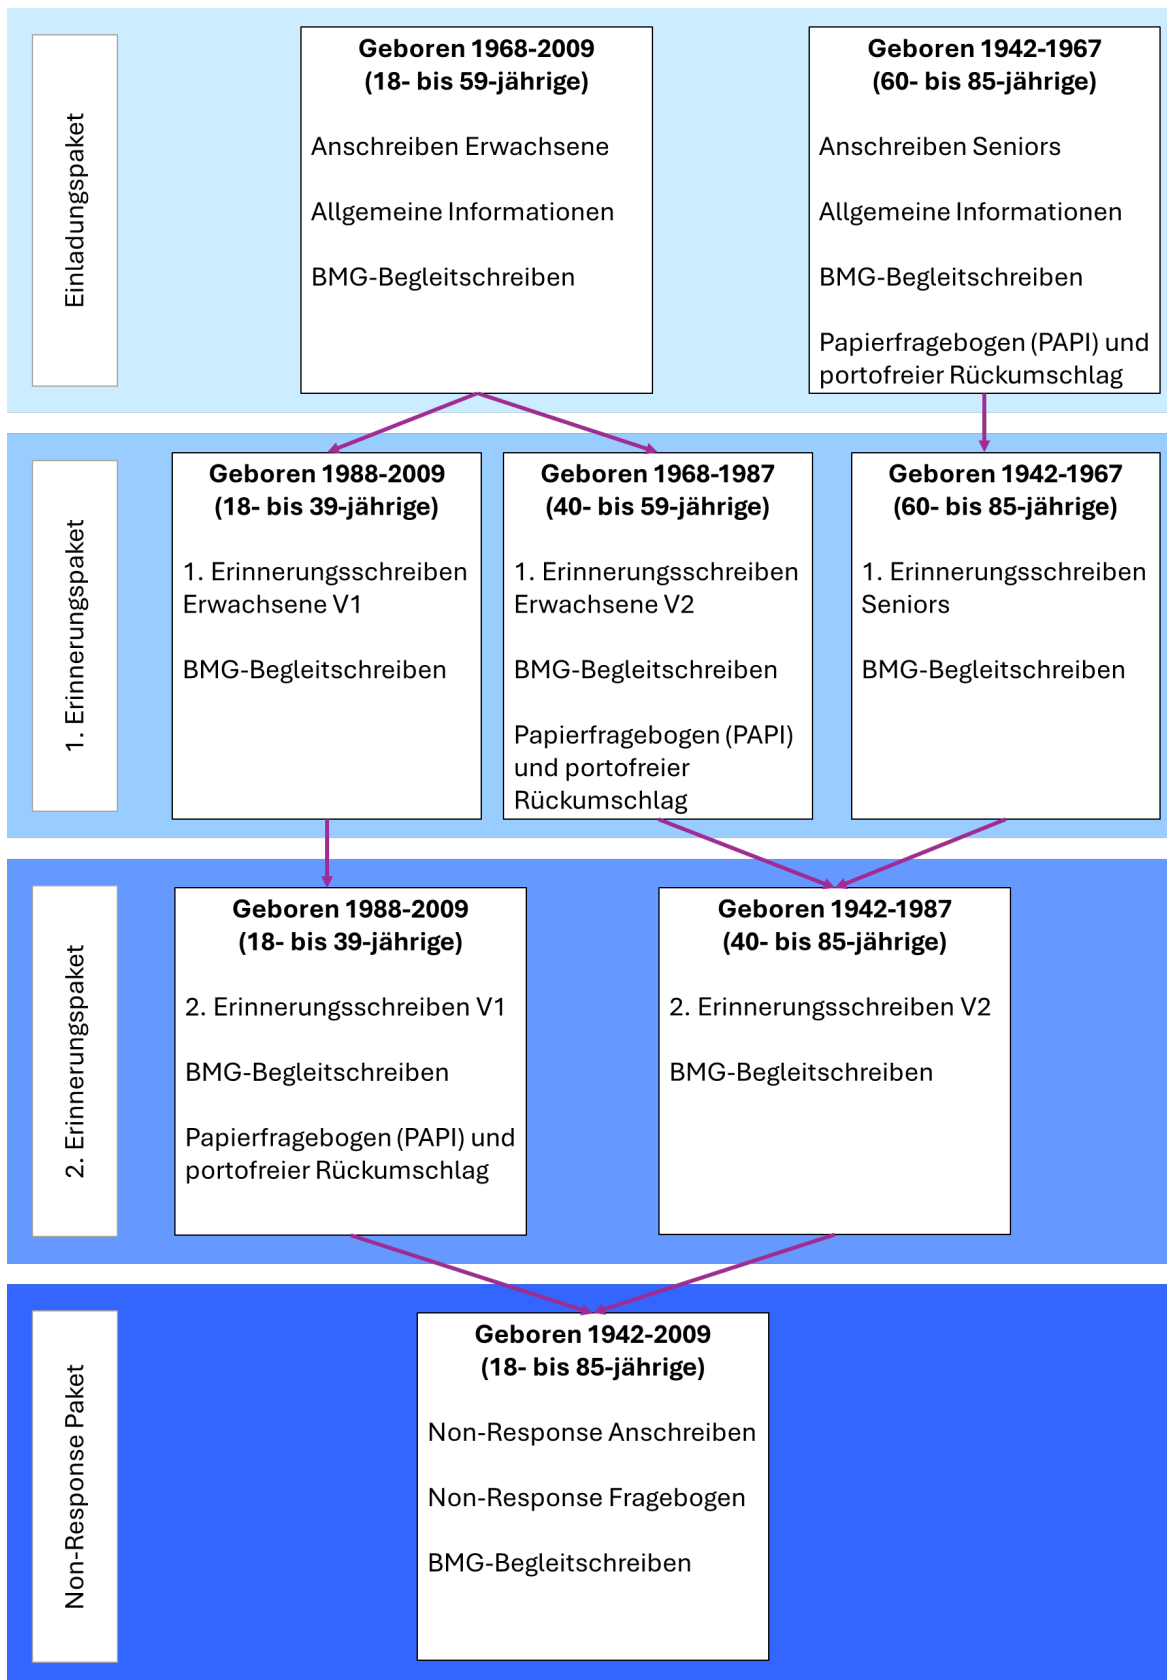 Einladungspaket
Geboren 1968-2009
(18- bis 59-jährige)
Anschreiben Erwachsene
Allgemeine Informationen
BMG-Begleitschreiben
Geboren 1942-1967
(60- bis 85-jährige)
Anschreiben Seniors
Allgemeine Informationen
BMG-Begleitschreiben
Papierfragebogen (PAPI) und
portofreier Rückumschlag
1. Erinnerungspaket
Geboren 1988-2009
(18- bis 39-jährige)
1. Erinnerungsschreiben
Erwachsene V1
BMG-Begleitschreiben
Geboren 1968-1987
(40- bis 59-jährige)
1. Erinnerungsschreiben
Erwachsene V2
BMG-Begleitschreiben
Papierfragebogen (PAPI)
und portofreier
Rückumschlag
Geboren 1942-1967
(60- bis 85-jährige)
1. Erinnerungsschreiben
Seniors
BMG-Begleitschreiben
2. Erinnerungspaket
Geboren 1988-2009
(18- bis 39-jährige)
2. Erinnerungsschreiben V1
BMG-Begleitschreiben
Papierfragebogen (PAPI) und
portofreier Rückumschlag
Geboren 1942-1987
(40- bis 85-jährige)
2. Erinnerungsschreiben V2
BMG-Begleitschreiben
Non-Response Paket
Geboren 1942-2009
(18- bis 85-jährige)
Non-Response Anschreiben
Non-Response Fragebogen
BMG-Begleitschreiben